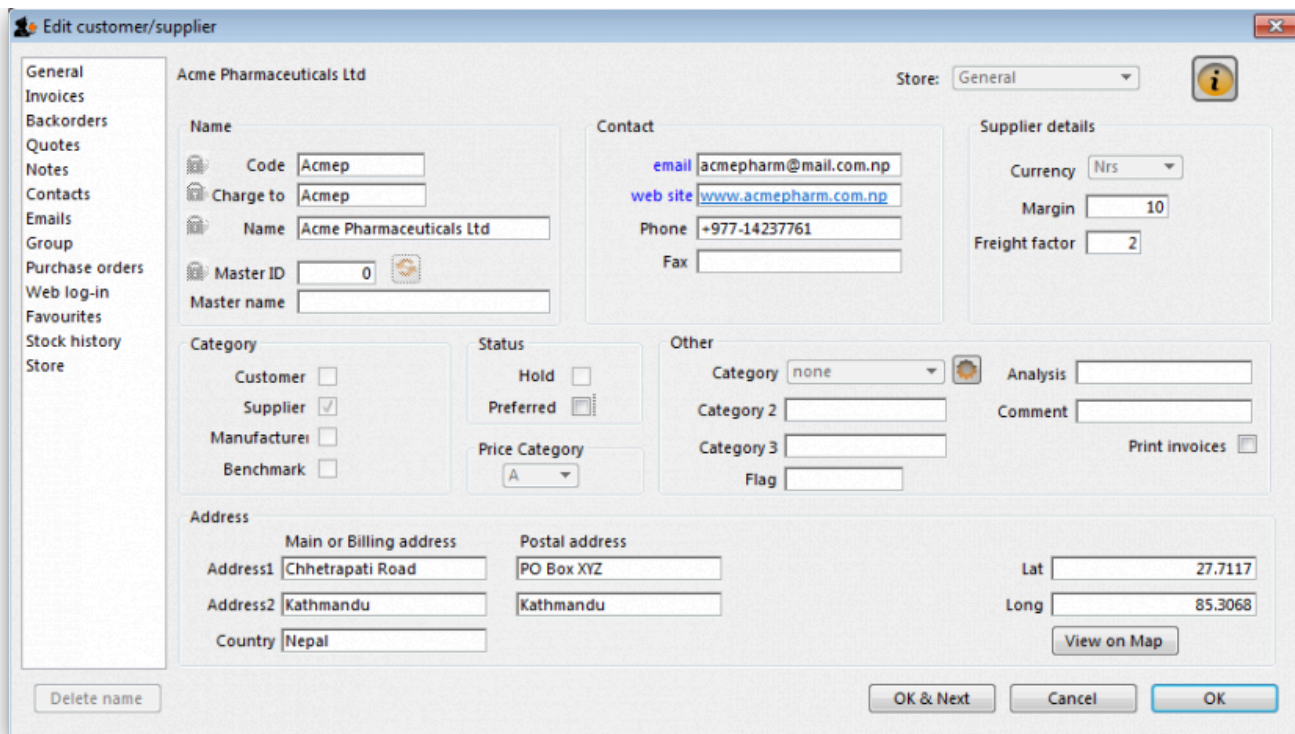 Edit customer/supplier
General
Invoices
Backorders
Quotes
Notes
Contacts
Emails
Group
Purchase orders
Web log-in
Favourites
Stock history
Store
Acme Pharmaceuticals Ltd
Store: General
Name
Code Acmep
Charge to Acmep
Name Acme Pharmaceuticals Ltd
Master ID 0
Master name
Contact
email acmepharm@mail.com.np
web site www.acmepharm.com.np
Phone +977-14237761
Fax
Supplier details
Currency Nrs
Margin 10
Freight factor 2
Category
Customer
Supplier
Manufacturer
Benchmark
Status
Hold
Preferred
Price Category
A
Other
Category none
Category 2
Category 3
Flag
Analysis
Comment
Print invoices
Address
Main or Billing address Postal address
Address1 Chhetrapati Road PO Box XYZ
Address2 Kathmandu Kathmandu
Country Nepal
Lat 27.7117
Long 85.3068
View on Map
Delete name
OK & Next Cancel OK